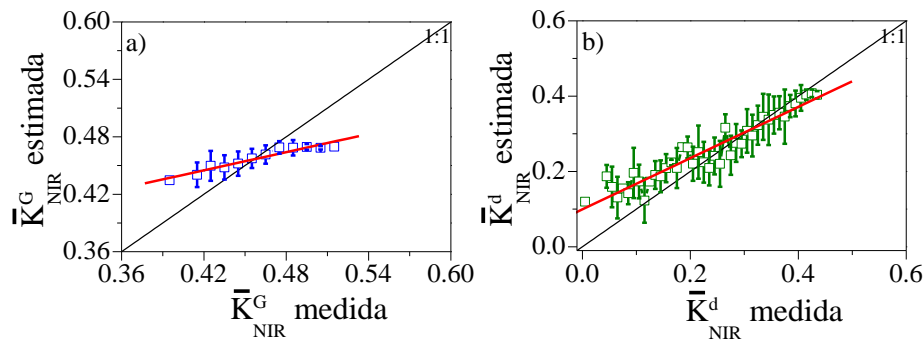 a)
1:1
0.60
0.54
0.48
0.42
0.36
0.36 0.42 0.48 0.54 0.60
K̄ᴳ_NIR estimada
K̄ᴳ_NIR medida
b)
1:1
0.6
0.4
0.2
0.0
0.0 0.2 0.4 0.6
K̄ᵈ_NIR estimada
K̄ᵈ_NIR medida